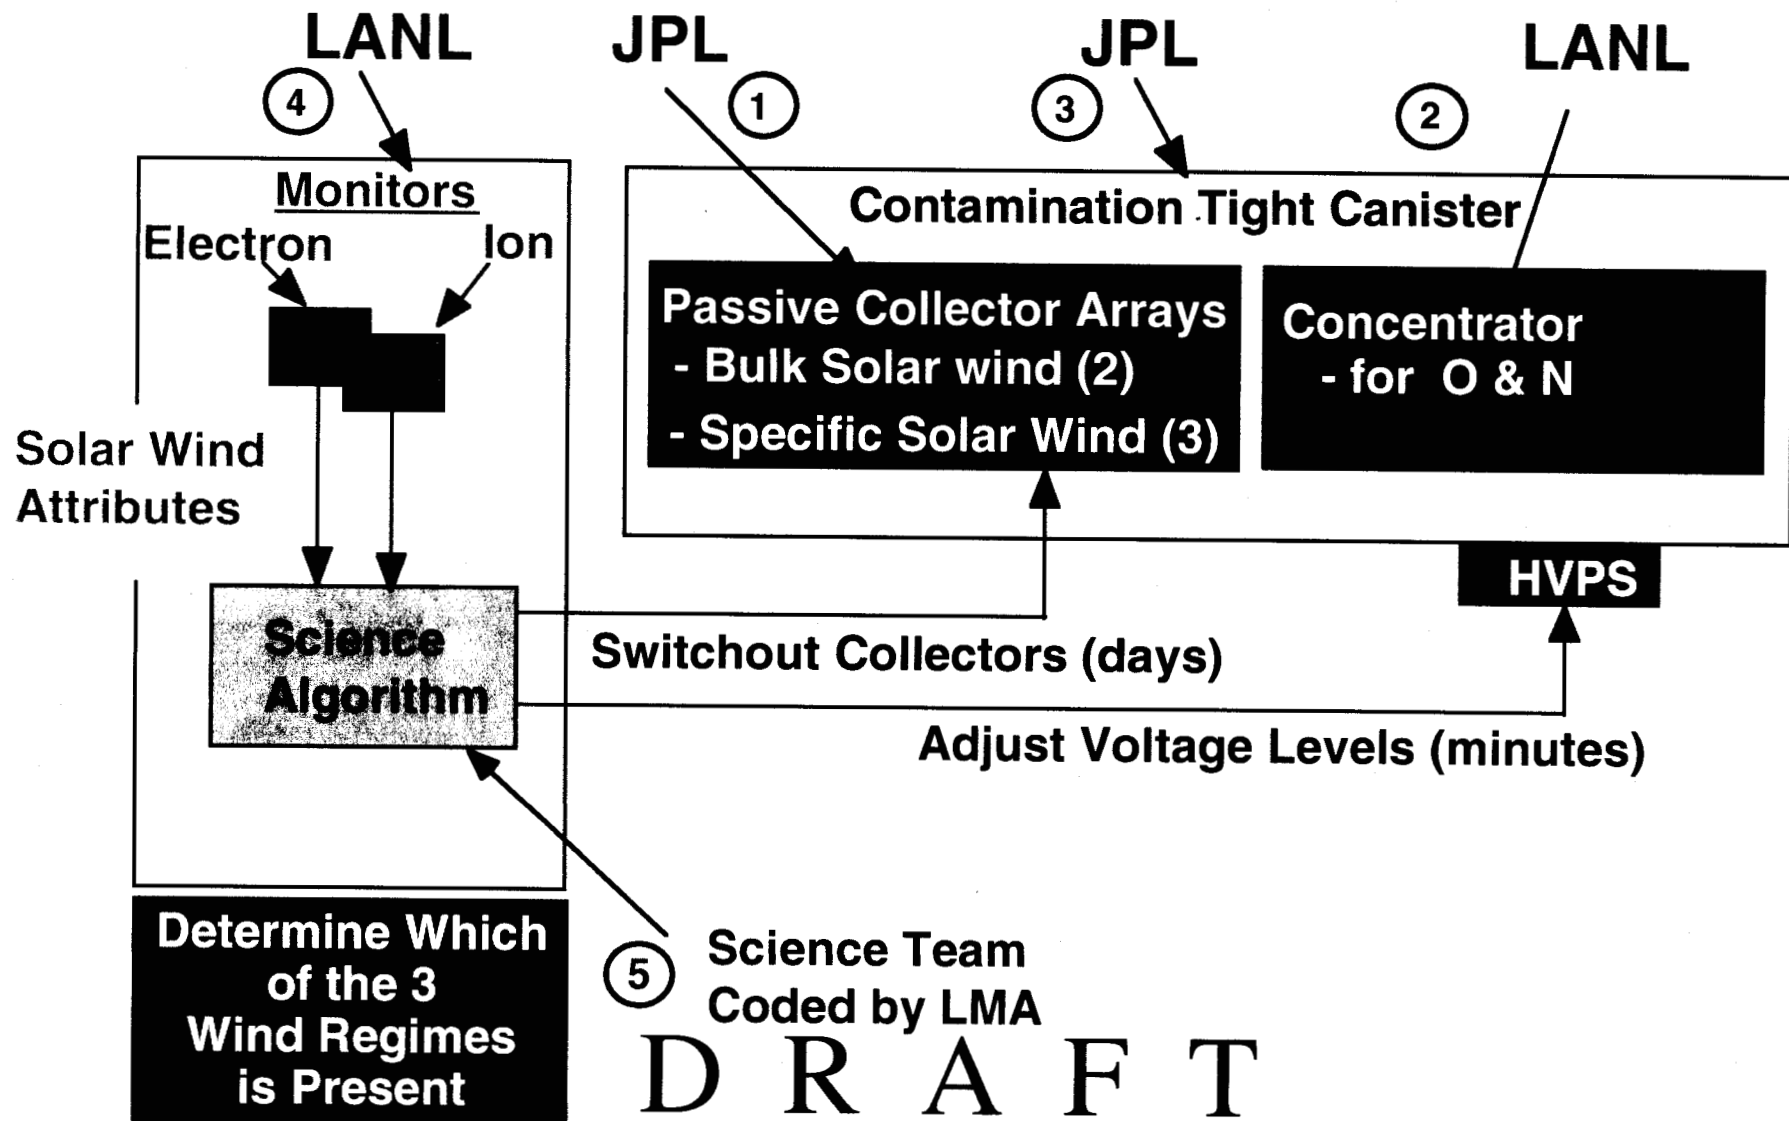 LANL
JPL
JPL
LANL
4
1
3
2
Monitors
Electron
Ion
Contamination Tight Canister
Passive Collector Arrays
- Bulk Solar wind (2)
- Specific Solar Wind (3)
Concentrator
- for O & N
Solar Wind
Attributes
HVPS
Science
Algorithm
Switchout Collectors (days)
Adjust Voltage Levels (minutes)
Determine Which
of the 3
Wind Regimes
is Present
5
Science Team
Coded by LMA
D R A F T